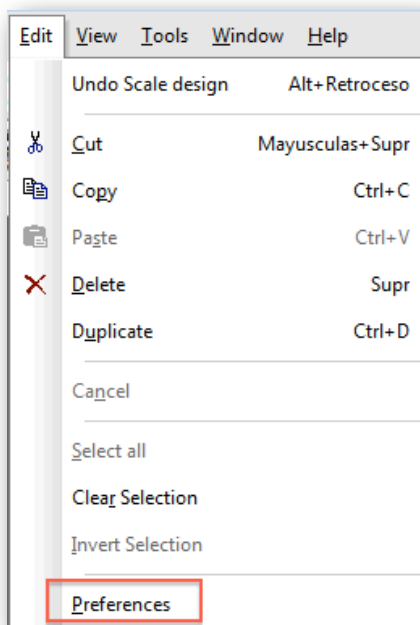 Edit View Tools Window Help
Undo Scale design Alt+Retroceso
Cut Mayusculas+Supr
Copy Ctrl+C
Paste Ctrl+V
Delete Supr
Duplicate Ctrl+D
Cancel
Select all
Clear Selection
Invert Selection
Preferences